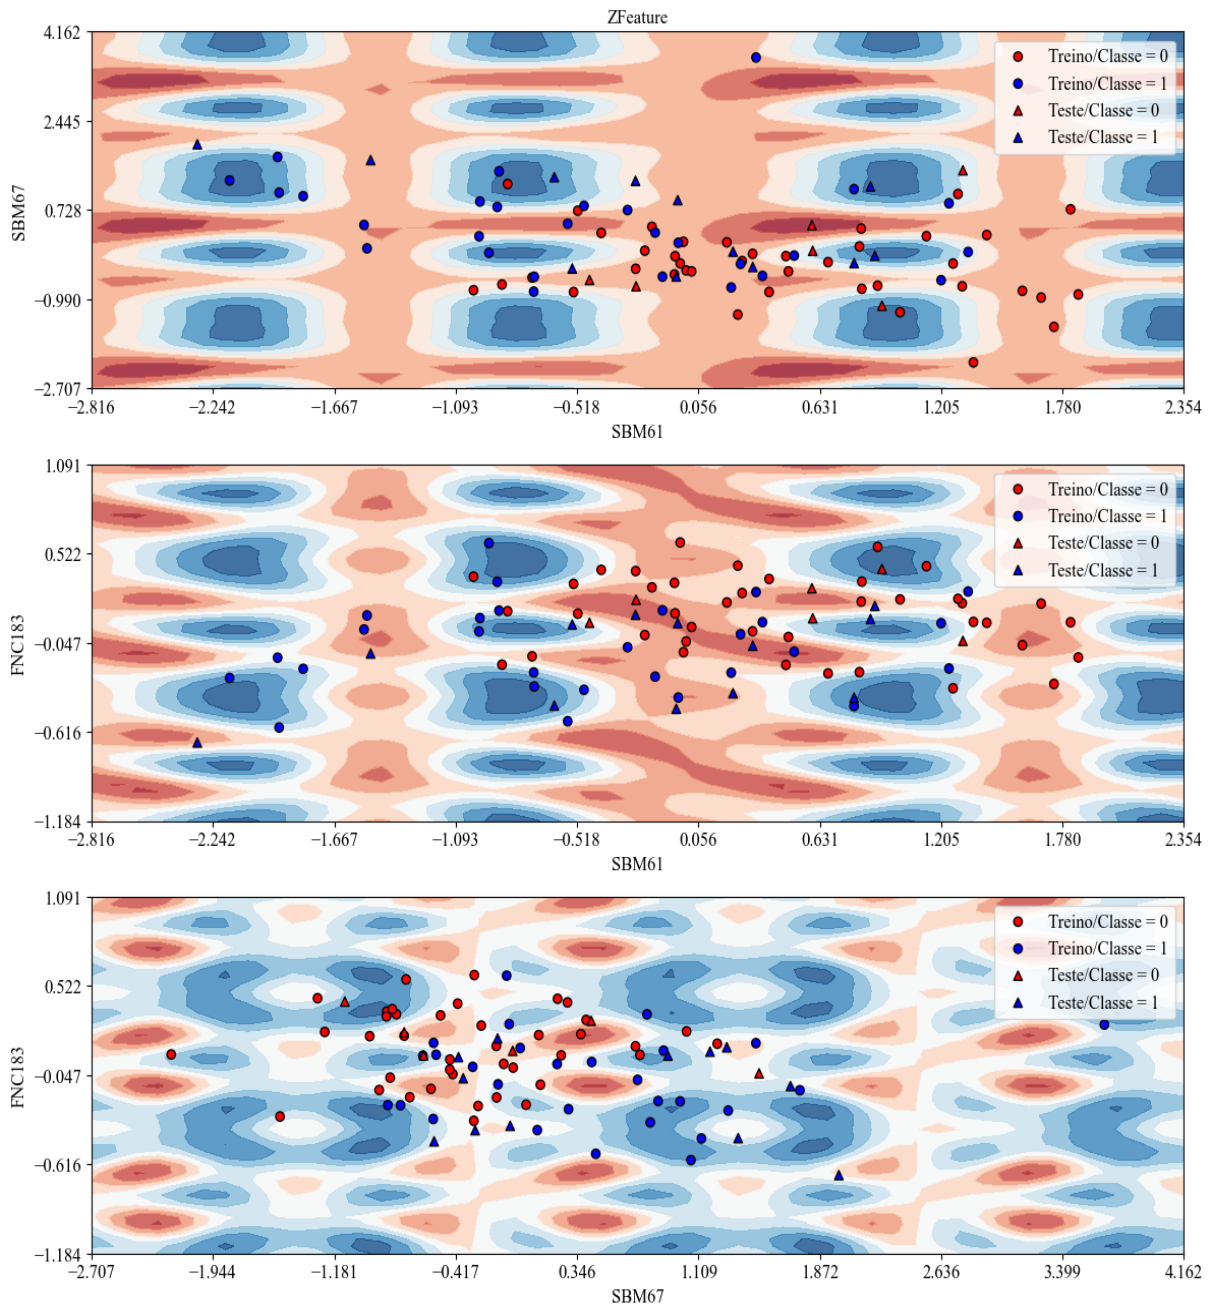 ZFeature
4.162
2.445
0.728
−0.990
−2.707
SBM67
Treino/Classe = 0
Treino/Classe = 1
Teste/Classe = 0
Teste/Classe = 1
−2.816 −2.242 −1.667 −1.093 −0.518 0.056 0.631 1.205 1.780 2.354
SBM61
1.091
0.522
−0.047
−0.616
−1.184
FNC183
Treino/Classe = 0
Treino/Classe = 1
Teste/Classe = 0
Teste/Classe = 1
−2.816 −2.242 −1.667 −1.093 −0.518 0.056 0.631 1.205 1.780 2.354
SBM61
1.091
0.522
−0.047
−0.616
−1.184
FNC183
Treino/Classe = 0
Treino/Classe = 1
Teste/Classe = 0
Teste/Classe = 1
−2.707 −1.944 −1.181 −0.417 0.346 1.109 1.872 2.636 3.399 4.162
SBM67